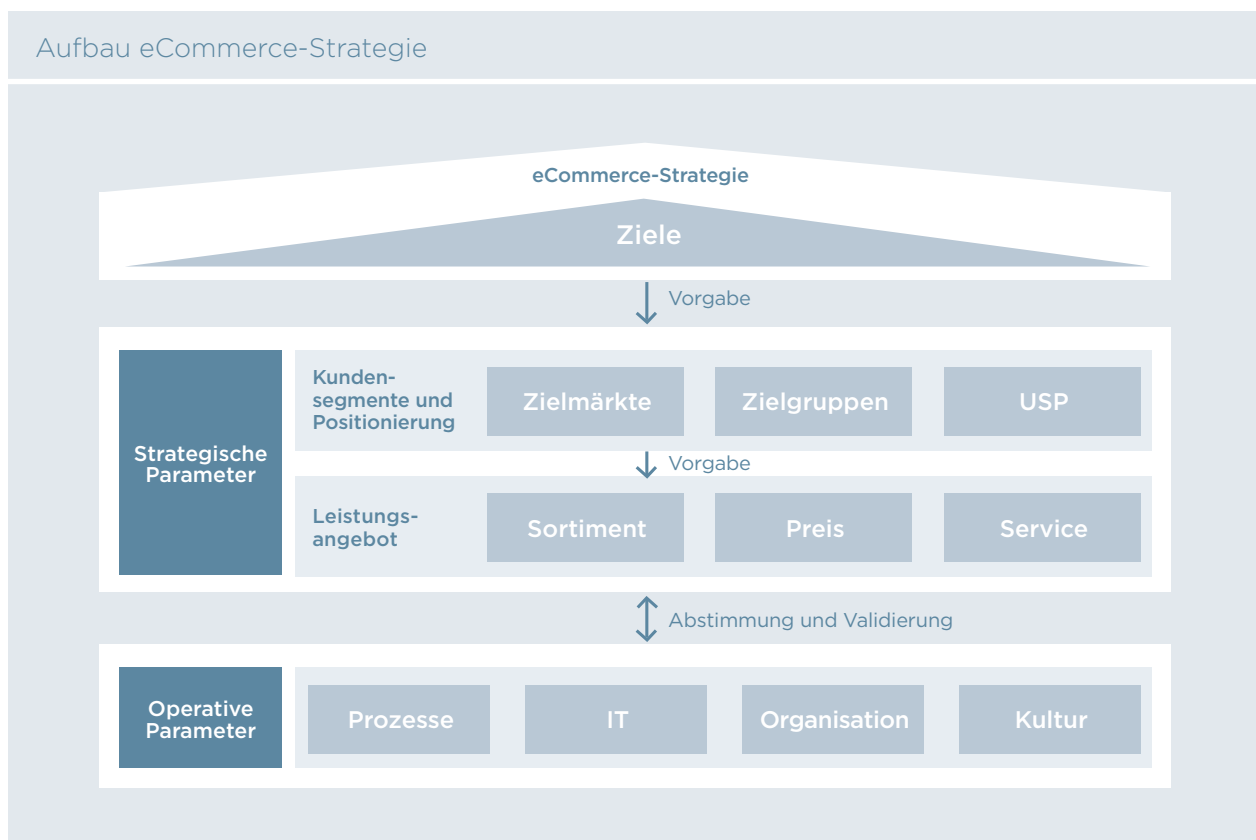 Aufbau eCommerce-Strategie
eCommerce-Strategie
Ziele
Vorgabe
Strategische
Parameter
Kunden-
segmente und
Positionierung
Zielmärkte
Zielgruppen
USP
Vorgabe
Leistungs-
angebot
Sortiment
Preis
Service
Abstimmung und Validierung
Operative
Parameter
Prozesse
IT
Organisation
Kultur